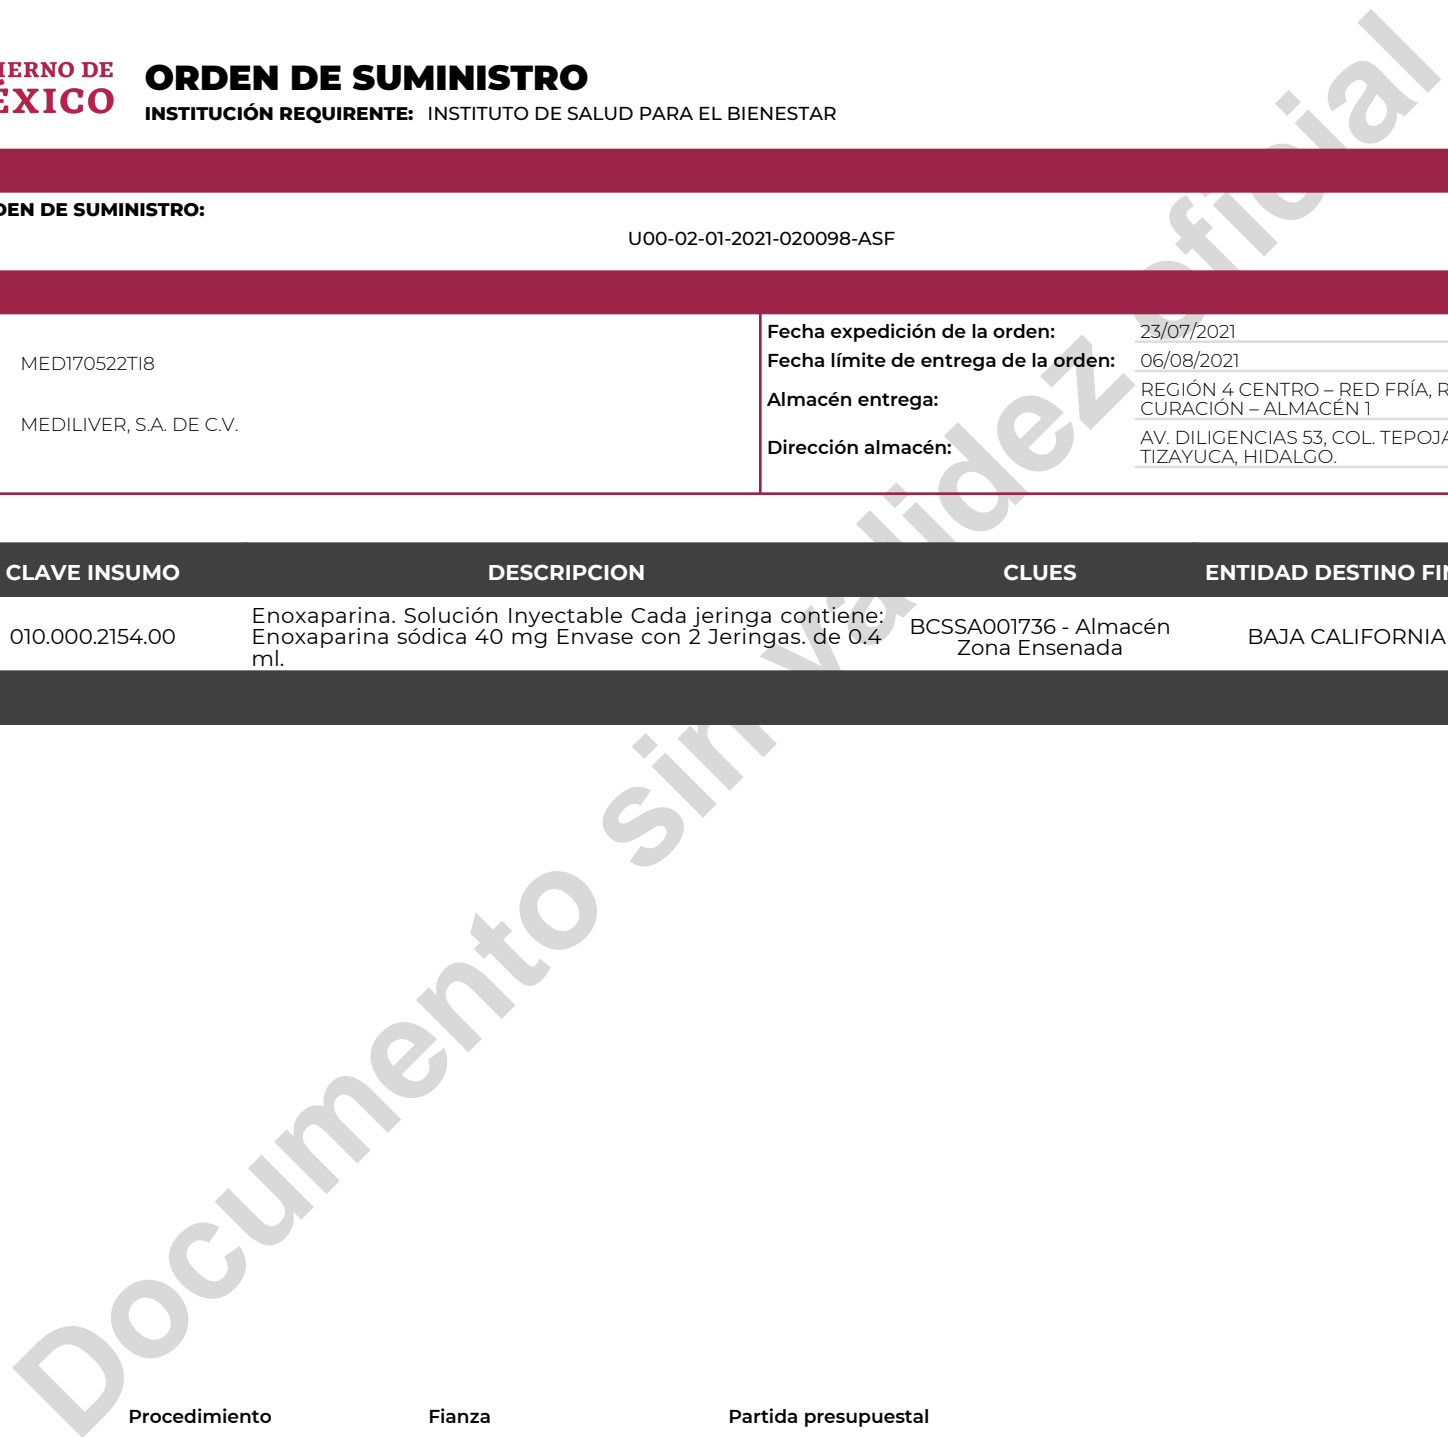 IERNO DE
ÉXICO
ORDEN DE SUMINISTRO
INSTITUCIÓN REQUIRENTE: INSTITUTO DE SALUD PARA EL BIENESTAR
DEN DE SUMINISTRO:
U00-02-01-2021-020098-ASF
MED170522TI8
MEDILIVER, S.A. DE C.V.
Fecha expedición de la orden: 23/07/2021
Fecha límite de entrega de la orden: 06/08/2021
Almacén entrega: REGIÓN 4 CENTRO – RED FRÍA, R
CURACIÓN – ALMACÉN 1
Dirección almacén: AV. DILIGENCIAS 53, COL. TEPOJA
TIZAYUCA, HIDALGO.
CLAVE INSUMO DESCRIPCION CLUES ENTIDAD DESTINO FIN
010.000.2154.00
Enoxaparina. Solución Inyectable Cada jeringa contiene:
Enoxaparina sódica 40 mg Envase con 2 Jeringas. de 0.4
ml.
BCSSA001736 - Almacén
Zona Ensenada
BAJA CALIFORNIA
Documento sin validez oficial
Procedimiento Fianza Partida presupuestal